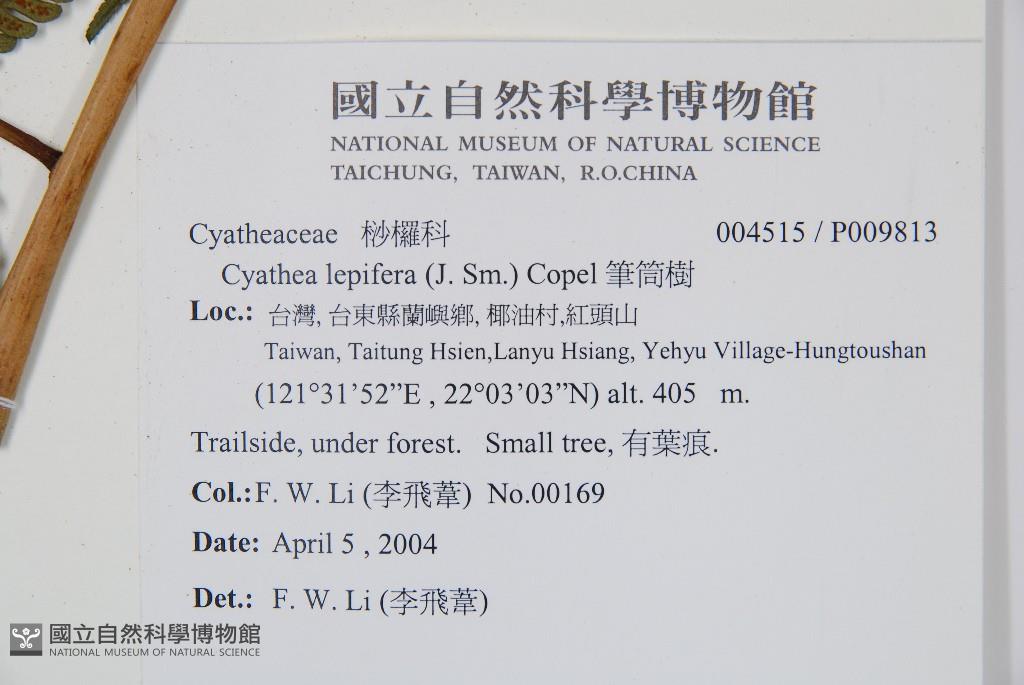 國立自然科學博物館
NATIONAL MUSEUM OF NATURAL SCIENCE
TAICHUNG, TAIWAN, R.O.CHINA
Cyatheaceae 桫欏科 004515 / P009813
Cyathea lepifera (J. Sm.) Copel 筆筒樹
Loc.: 台灣, 台東縣蘭嶼鄉, 椰油村,紅頭山
Taiwan, Taitung Hsien,Lanyu Hsiang, Yehyu Village-Hungtoushan
(121°31’52”E , 22°03’03”N) alt. 405 m.
Trailside, under forest. Small tree, 有葉痕.
Col.:F. W. Li (李飛葦) No.00169
Date: April 5 , 2004
Det.: F. W. Li (李飛葦)
國立自然科學博物館
NATIONAL MUSEUM OF NATURAL SCIENCE